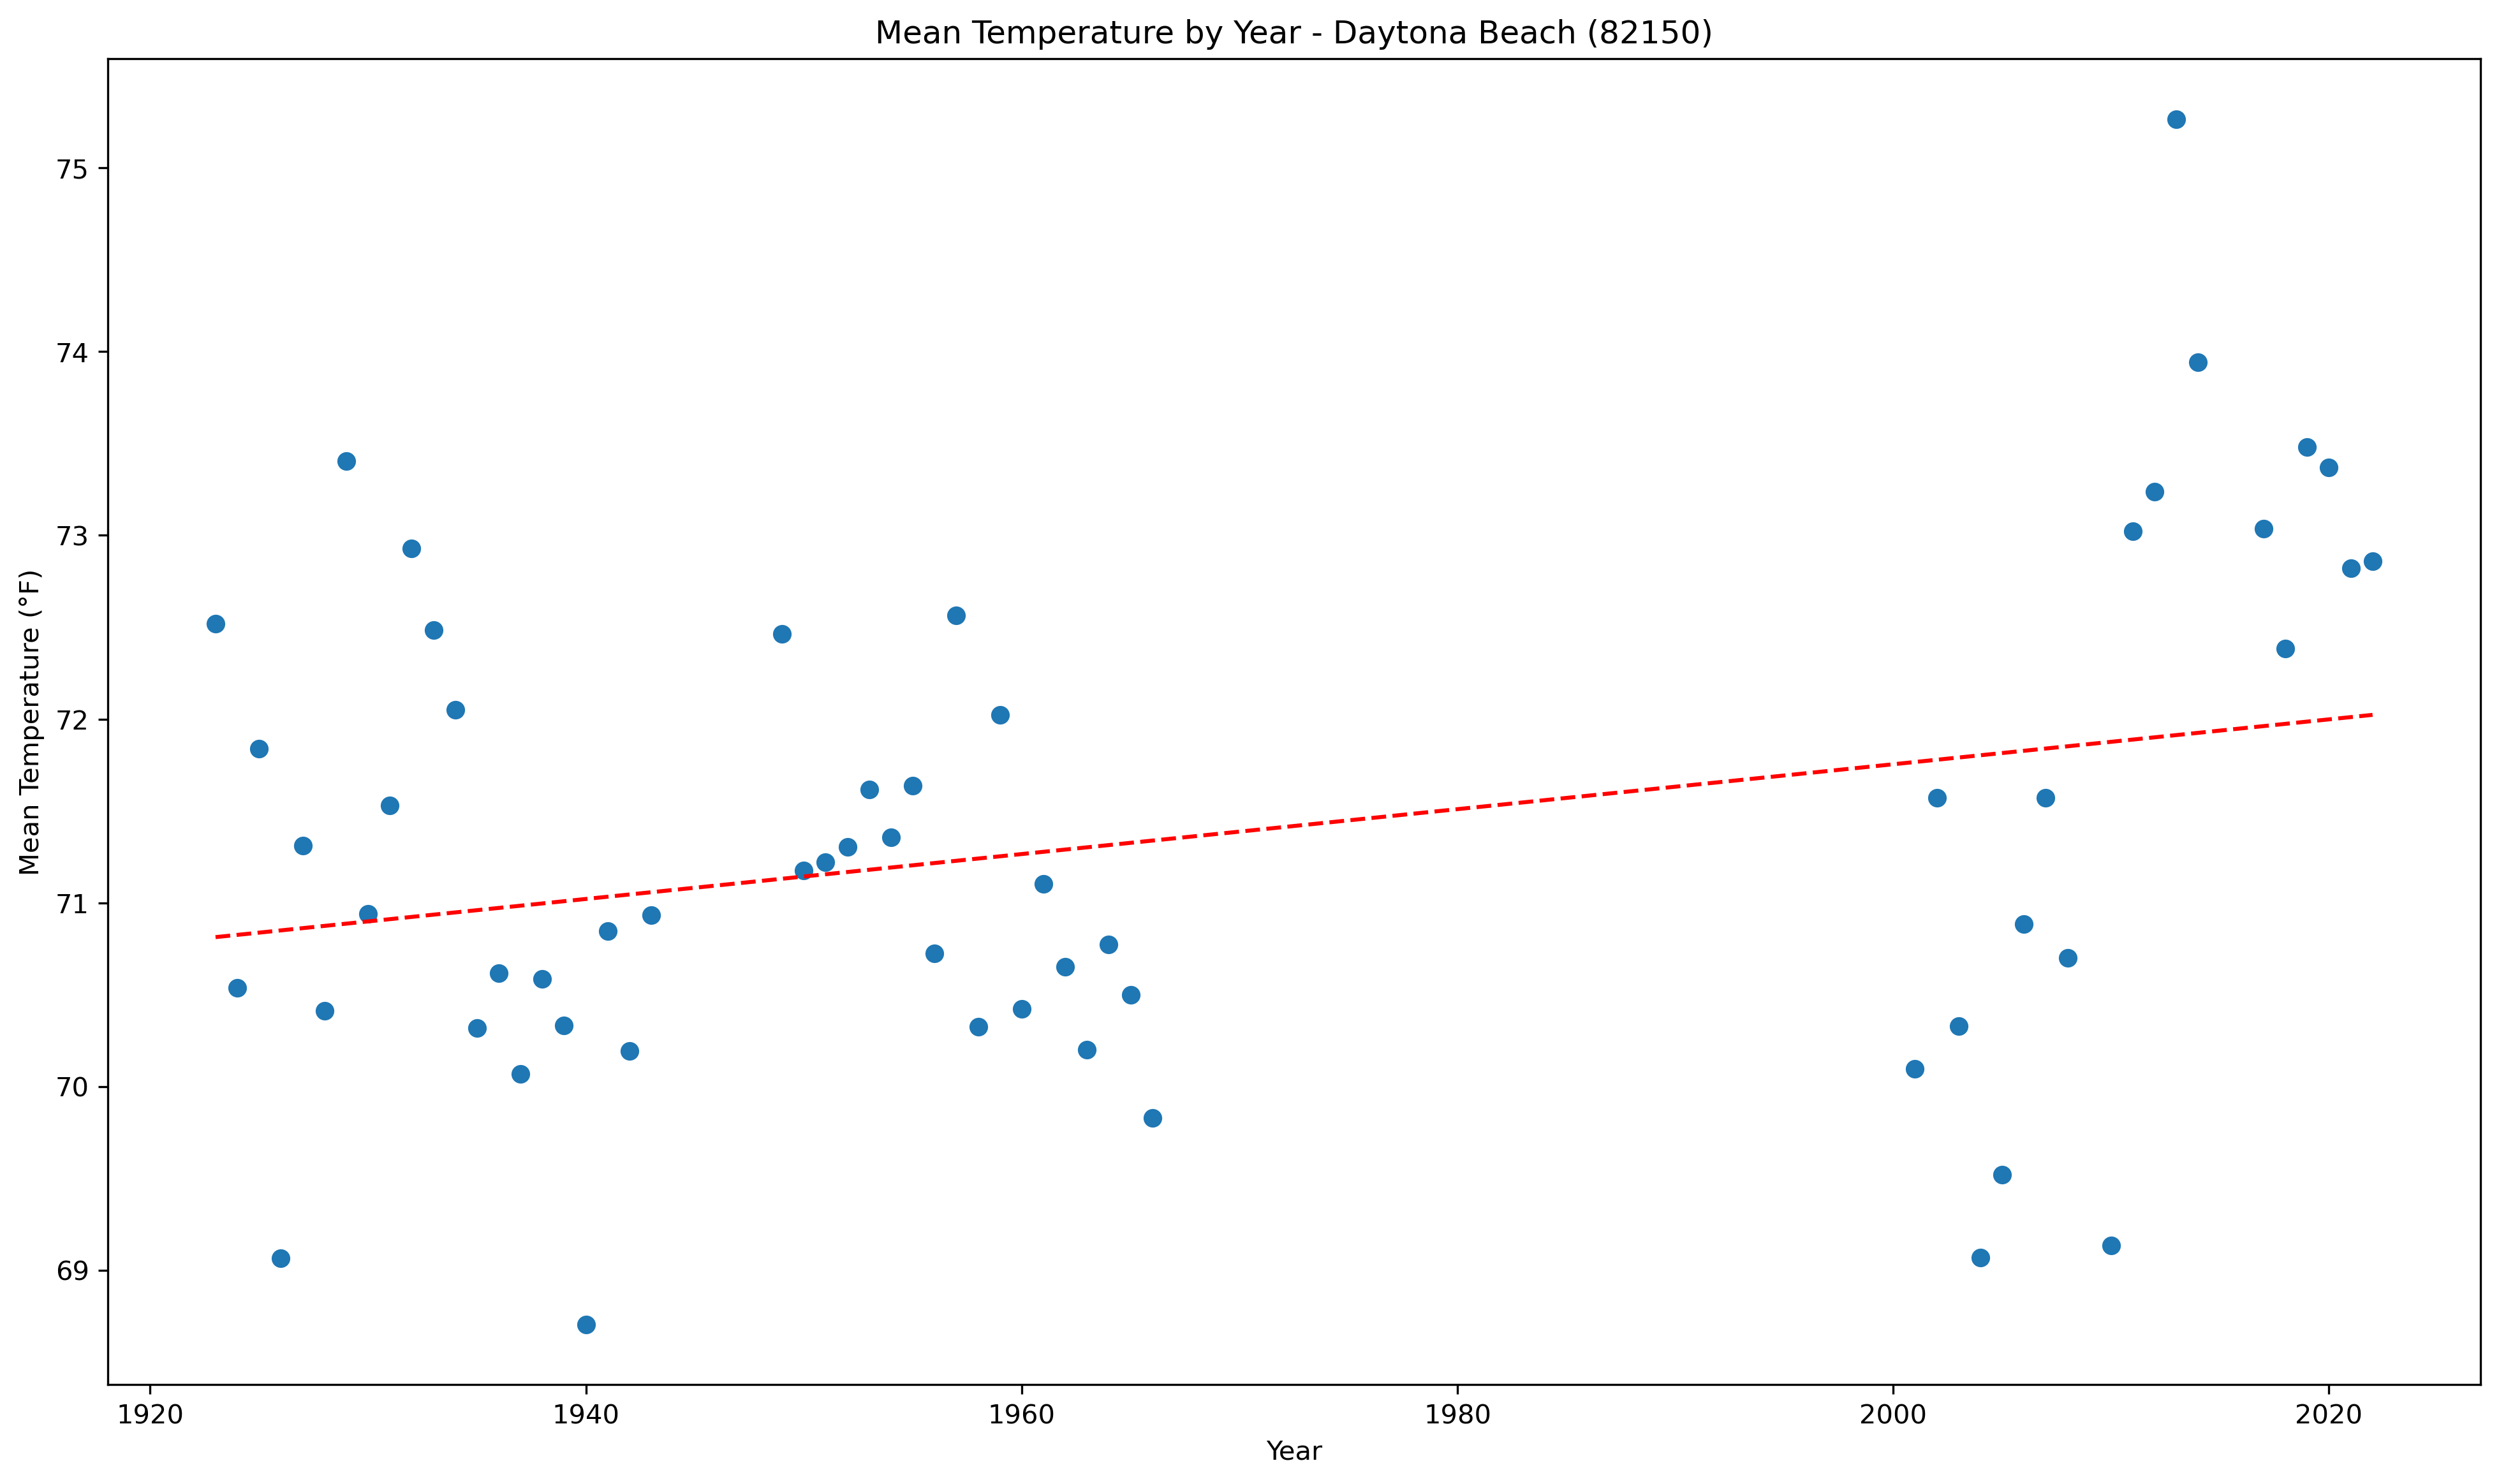 Mean Temperature by Year - Daytona Beach (82150)
Mean Temperature (°F)
75
74
73
72
71
70
69
1920 1940 1960 1980 2000 2020
Year